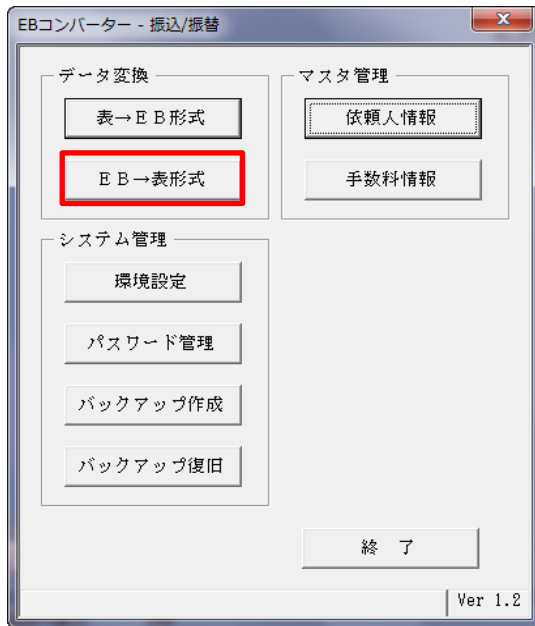 EBコンバーター - 振込/振替
データ変換
表→ＥＢ形式
ＥＢ→表形式
マスタ管理
依頼人情報
手数料情報
システム管理
環境設定
パスワード管理
バックアップ作成
バックアップ復旧
終　了
Ver 1.2